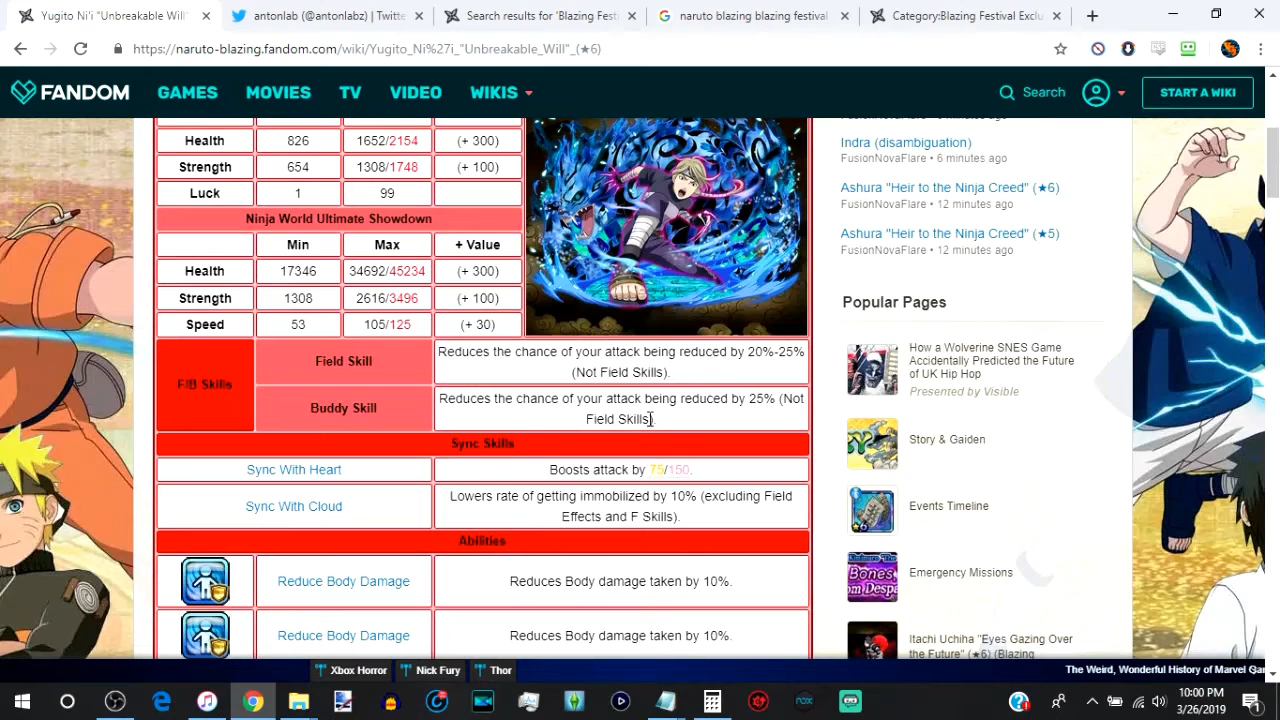 Yugito Ni'i "Unbreakable Will"
antonlab (@antonlabz) | Twitte
Search results for 'Blazing Fest
naruto blazing blazing festival
Category:Blazing Festival Exclu
https://naruto-blazing.fandom.com/wiki/Yugito_Ni%27i_"Unbreakable_Will"_(★6)
FANDOM
GAMES
MOVIES
TV
VIDEO
WIKIS
Search
START A WIKI
Health 826 1652/2154 (+ 300)
Strength 654 1308/1748 (+ 100)
Luck 1 99
Ninja World Ultimate Showdown
Min Max + Value
Health 17346 34692/45234 (+ 300)
Strength 1308 2616/3496 (+ 100)
Speed 53 105/125 (+ 30)
F/B Skills
Field Skill
Reduces the chance of your attack being reduced by 20%-25%
(Not Field Skills).
Buddy Skill
Reduces the chance of your attack being reduced by 25% (Not
Field Skills).
Sync Skills
Sync With Heart
Boosts attack by 75/150.
Sync With Cloud
Lowers rate of getting immobilized by 10% (excluding Field
Effects and F Skills).
Abilities
Reduce Body Damage
Reduces Body damage taken by 10%.
Reduce Body Damage
Reduces Body damage taken by 10%.
Indra (disambiguation)
FusionNovaFlare • 6 minutes ago
Ashura "Heir to the Ninja Creed" (★6)
FusionNovaFlare • 12 minutes ago
Ashura "Heir to the Ninja Creed" (★5)
FusionNovaFlare • 12 minutes ago
Popular Pages
How a Wolverine SNES Game
Accidentally Predicted the Future
of UK Hip Hop
Presented by Visible
Story & Gaiden
Events Timeline
Emergency Missions
Bones
om Despa
Itachi Uchiha "Eyes Gazing Over
the Future" (★6) (Blazing
Xbox Horror
Nick Fury
Thor
The Weird, Wonderful History of Marvel Gam
10:00 PM
3/26/2019